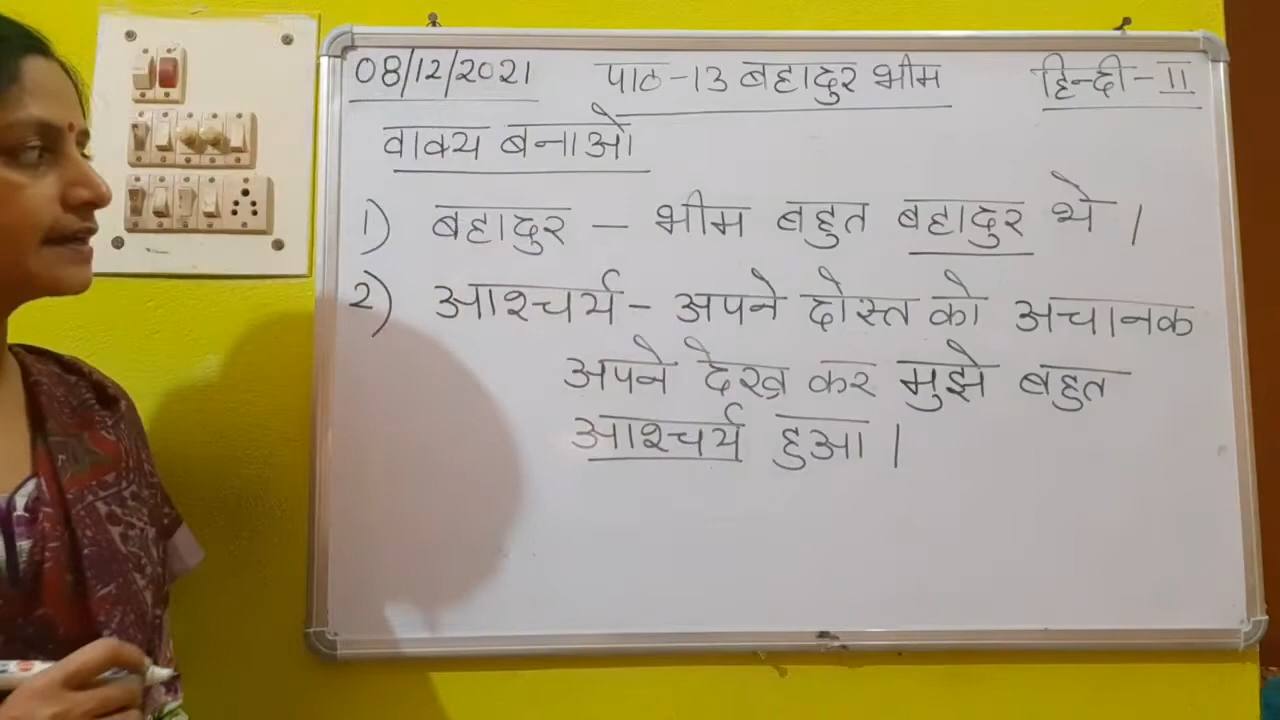 08/12/2021 पाठ-13 बहादुर भीम हिन्दी-II
वाक्य बनाओ
1) बहादुर – भीम बहुत बहादुर थे।
2) आश्चर्य – अपने दोस्त को अचानक
अपने देख कर मुझे बहुत
आश्चर्य हुआ।